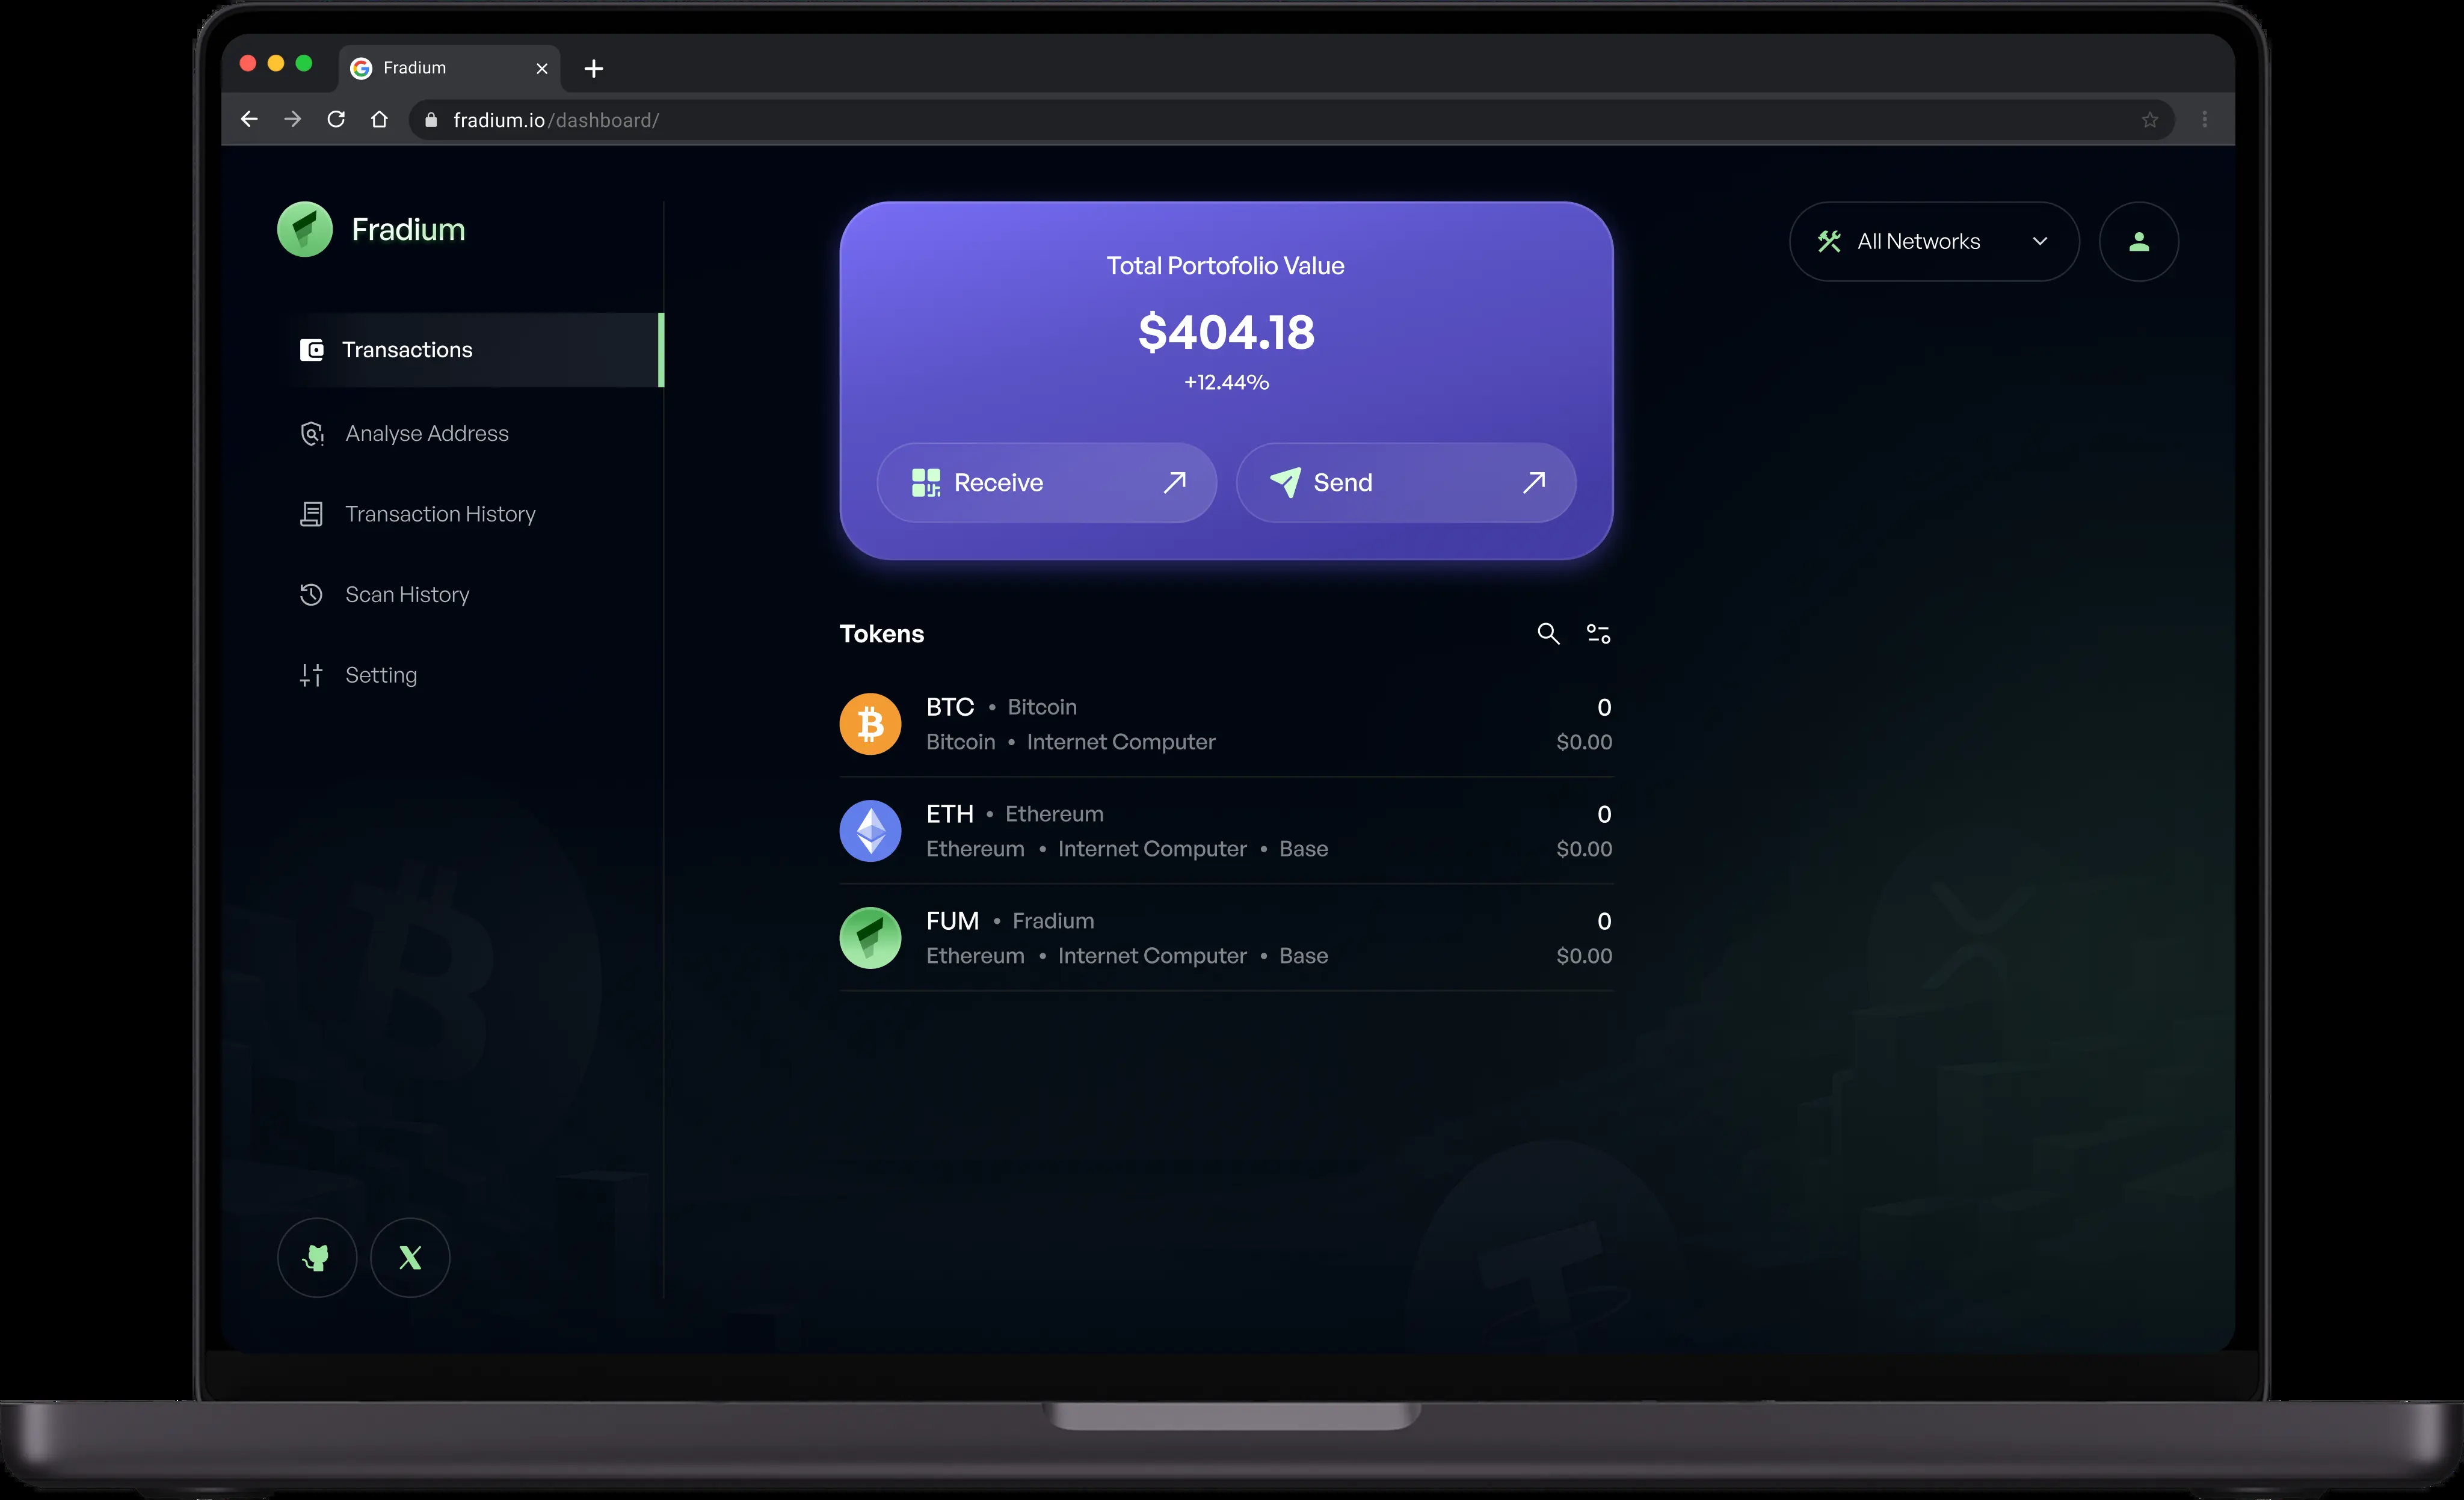 Fradium
fradium.io/dashboard/
Fradium
Transactions
Analyse Address
Transaction History
Scan History
Setting
Total Portofolio Value
$404.18
+12.44%
Receive
Send
All Networks
Tokens
BTC • Bitcoin
0
Bitcoin • Internet Computer
$0.00
ETH • Ethereum
0
Ethereum • Internet Computer • Base
$0.00
FUM • Fradium
0
Ethereum • Internet Computer • Base
$0.00